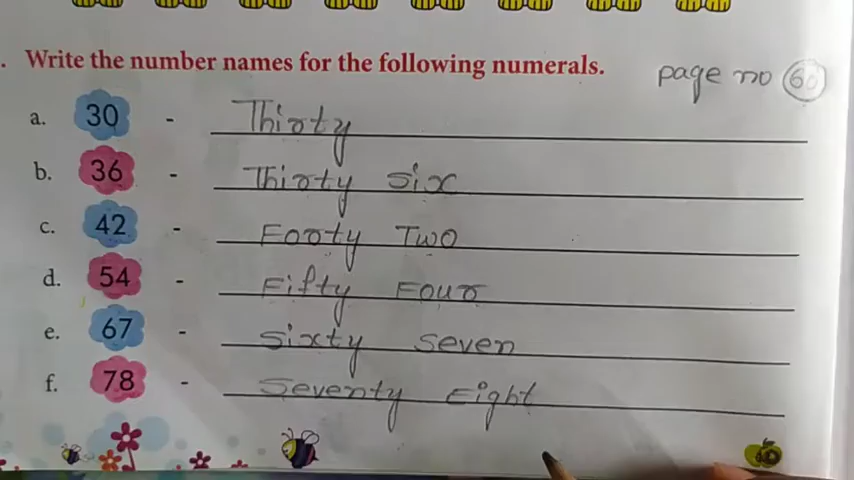 . Write the number names for the following numerals.
page no 60
a. 30 - Thirty
b. 36 - Thirty six
c. 42 - Forty Two
d. 54 - Fifty Four
e. 67 - Sixty seven
f. 78 - Seventy Eight